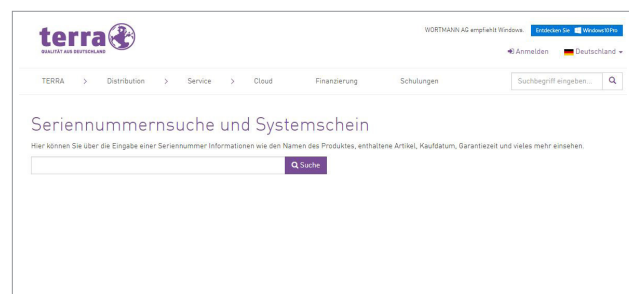 terra
QUALITÄT AUS DEUTSCHLAND
WORTMANN AG empfiehlt Windows.
Entdecken Sie Windows 10 Pro
Anmelden Deutschland
TERRA > Distribution > Service > Cloud Finanzierung Schulungen Suchbegriff eingeben...
Seriennummernsuche und Systemschein
Hier können Sie über die Eingabe einer Seriennummer Informationen wie den Namen des Produktes, enthaltene Artikel, Kaufdatum, Garantiezeit und vieles mehr einsehen.
Suche